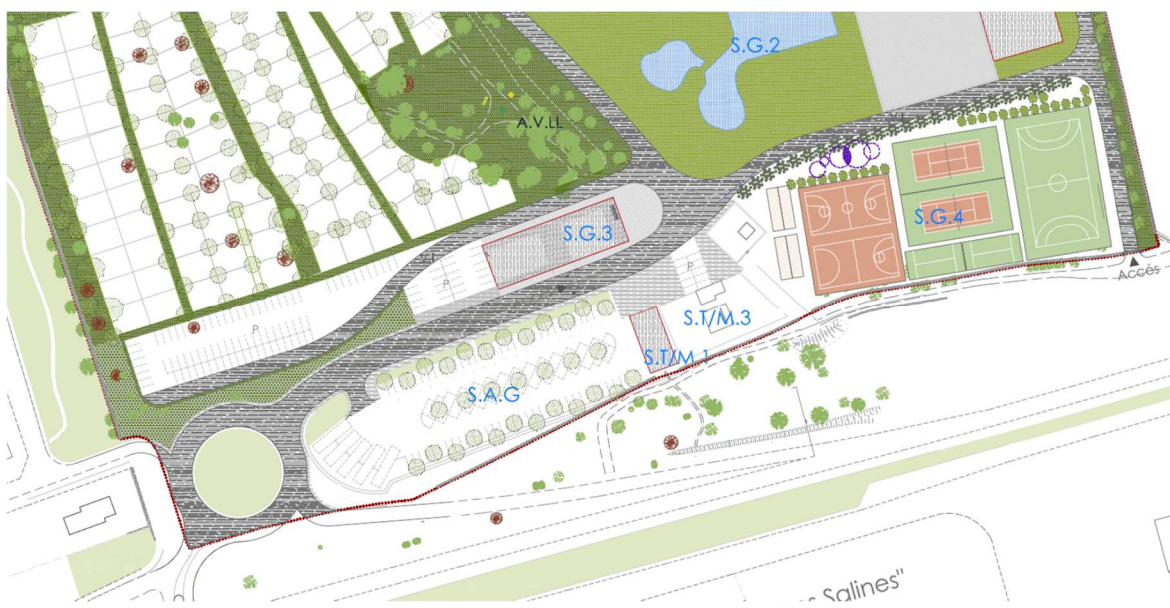 S.G.2
A.V.LL
S.G.3
S.G.4
V.I.
P
P
Accés
P
S.T/M.3
S.T/M.1
S.A.G
Salines"